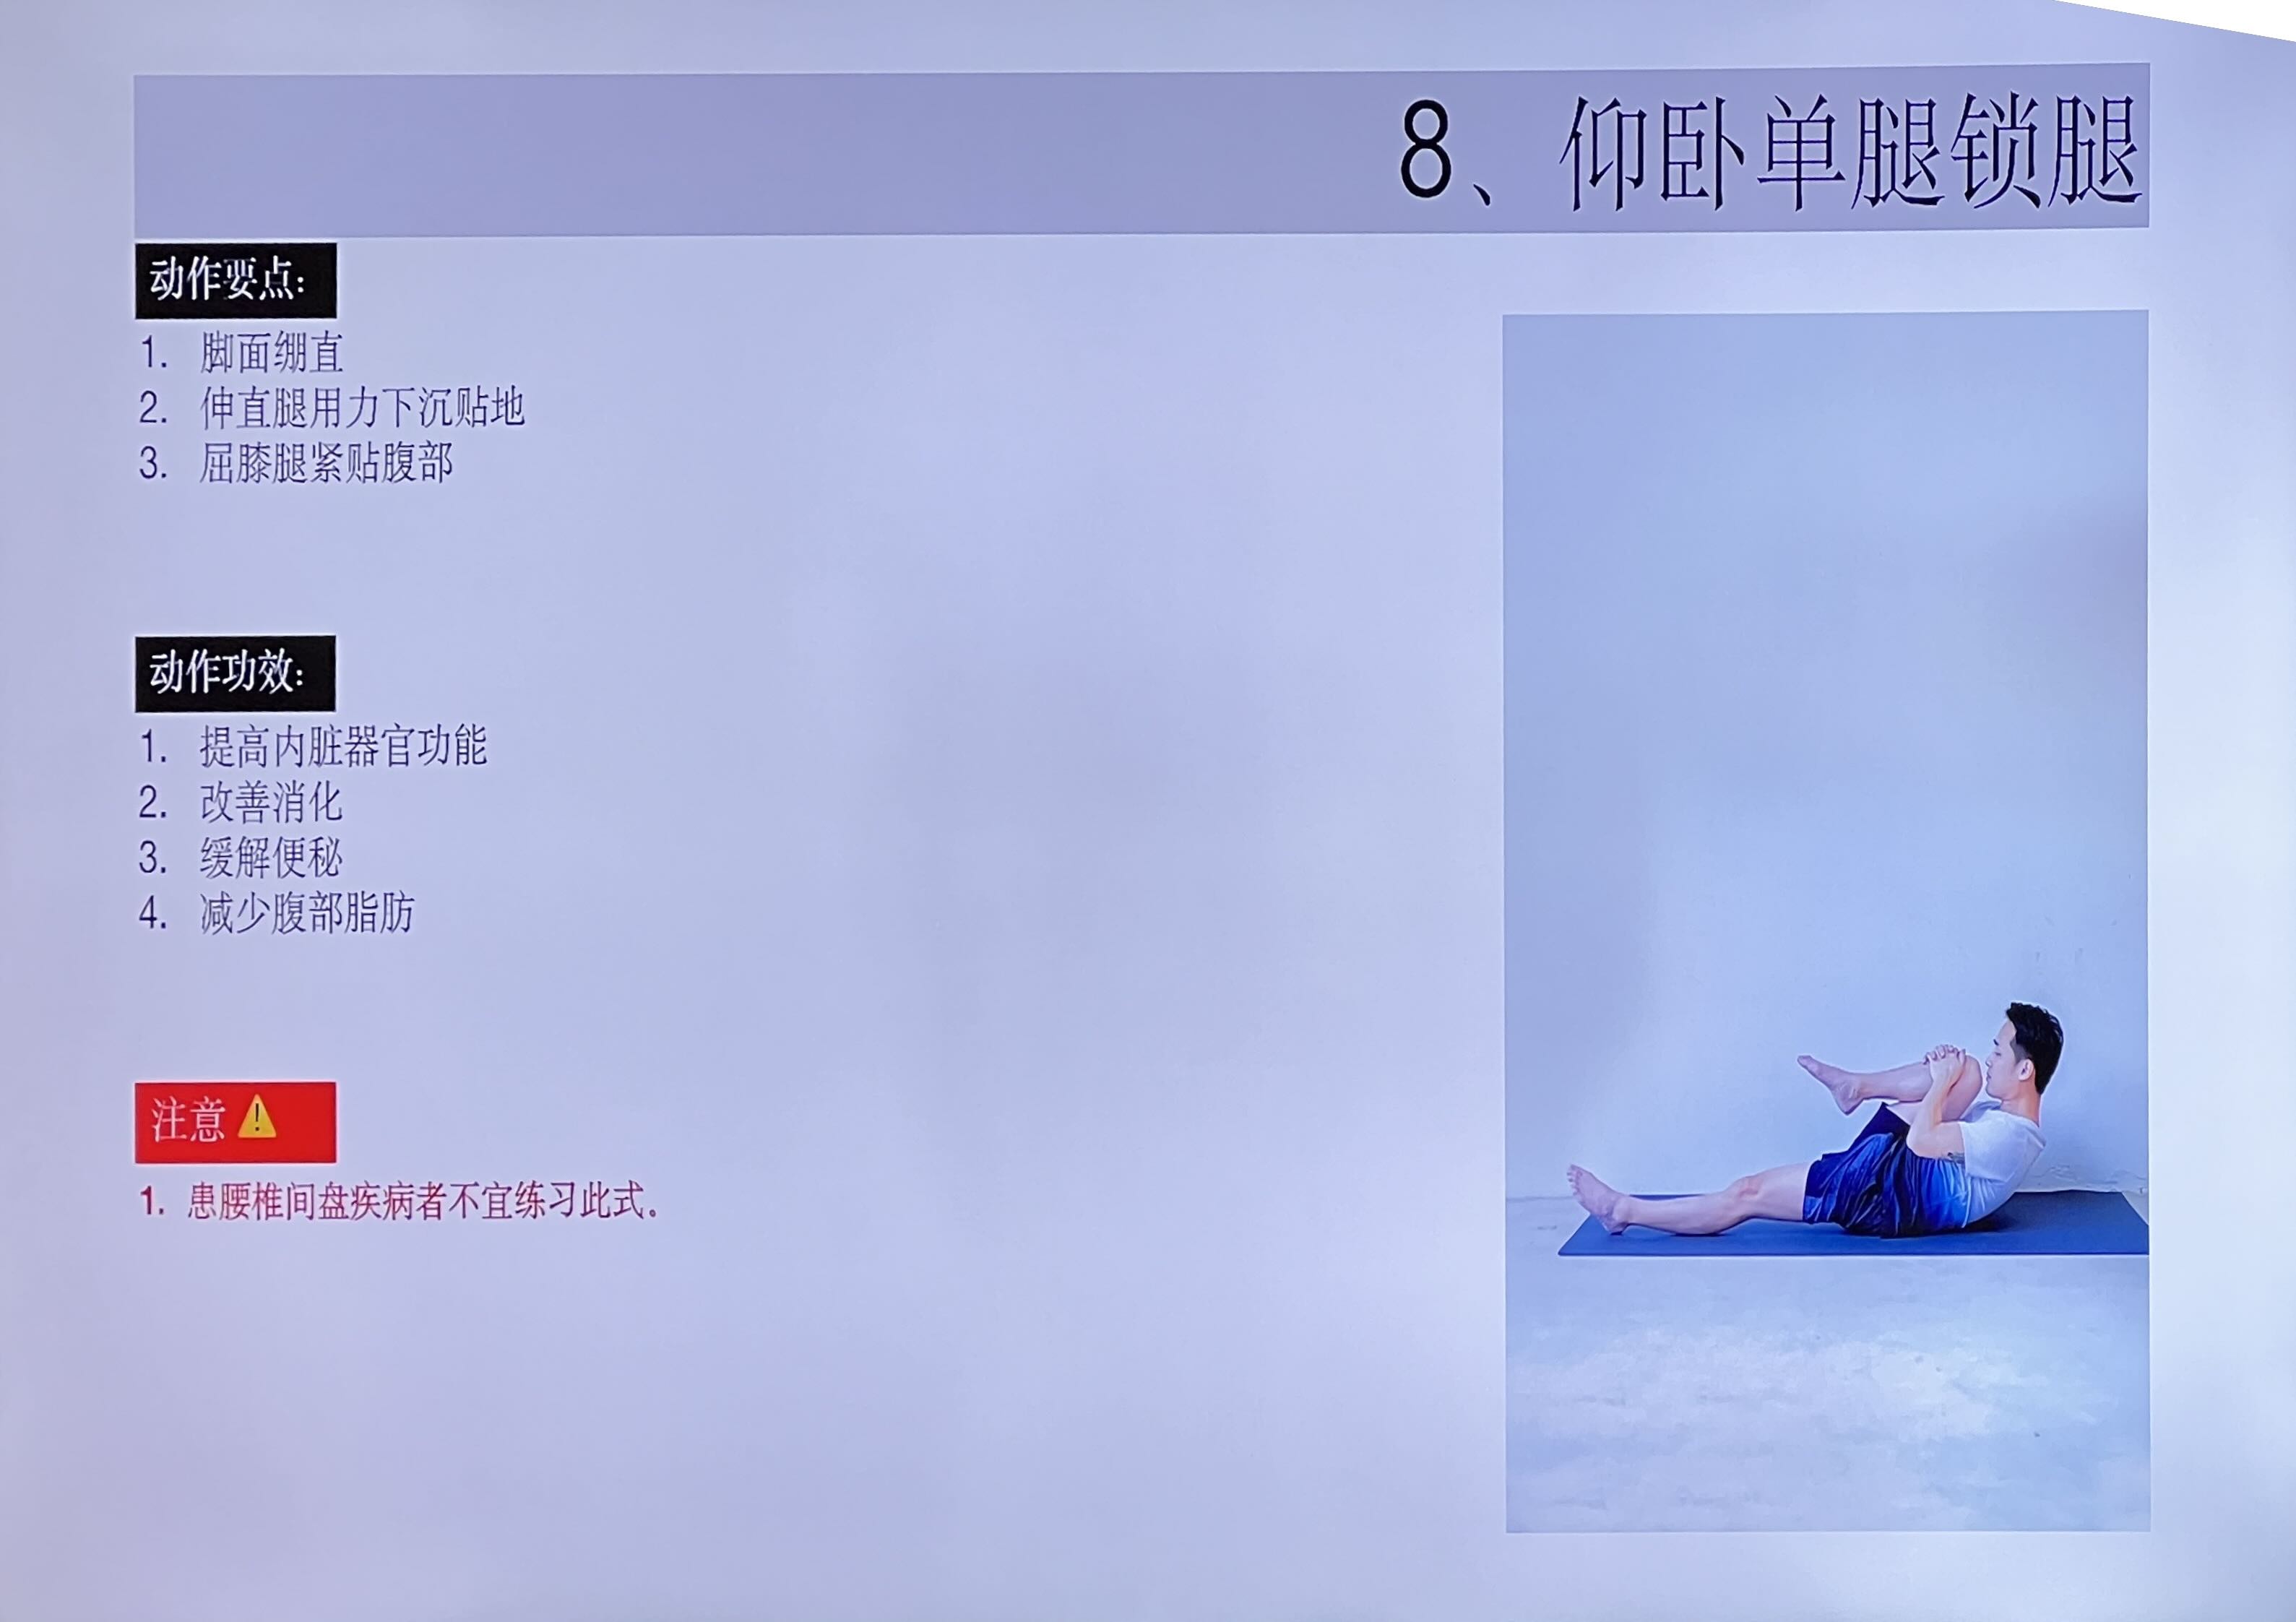 8、仰卧单腿锁腿
动作要点:
1. 脚面绷直
2. 伸直腿用力下沉贴地
3. 屈膝腿紧贴腹部
动作功效:
1. 提高内脏器官功能
2. 改善消化
3. 缓解便秘
4. 减少腹部脂肪
注意⚠️
1. 患腰椎间盘疾病者不宜练习此式。